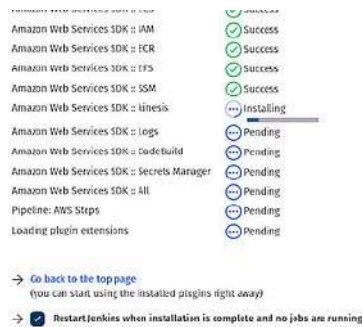 Success
Amazon Web Services SDK :: IAM Success
Amazon Web Services SDK :: ECR Success
Amazon Web Services SDK :: EFS Success
Amazon Web Services SDK :: SSM Success
Amazon Web Services SDK :: kinesis Installing
Amazon Web Services SDK :: Logs Pending
Amazon Web Services SDK :: CodeBuild Pending
Amazon Web Services SDK :: Secrets Manager Pending
Amazon Web Services SDK :: All Pending
Pipeline: AWS Steps Pending
Loading plugin extensions Pending
→ Go back to the top page
(you can start using the installed plugins right away)
→ Restart Jenkins when installation is complete and no jobs are running